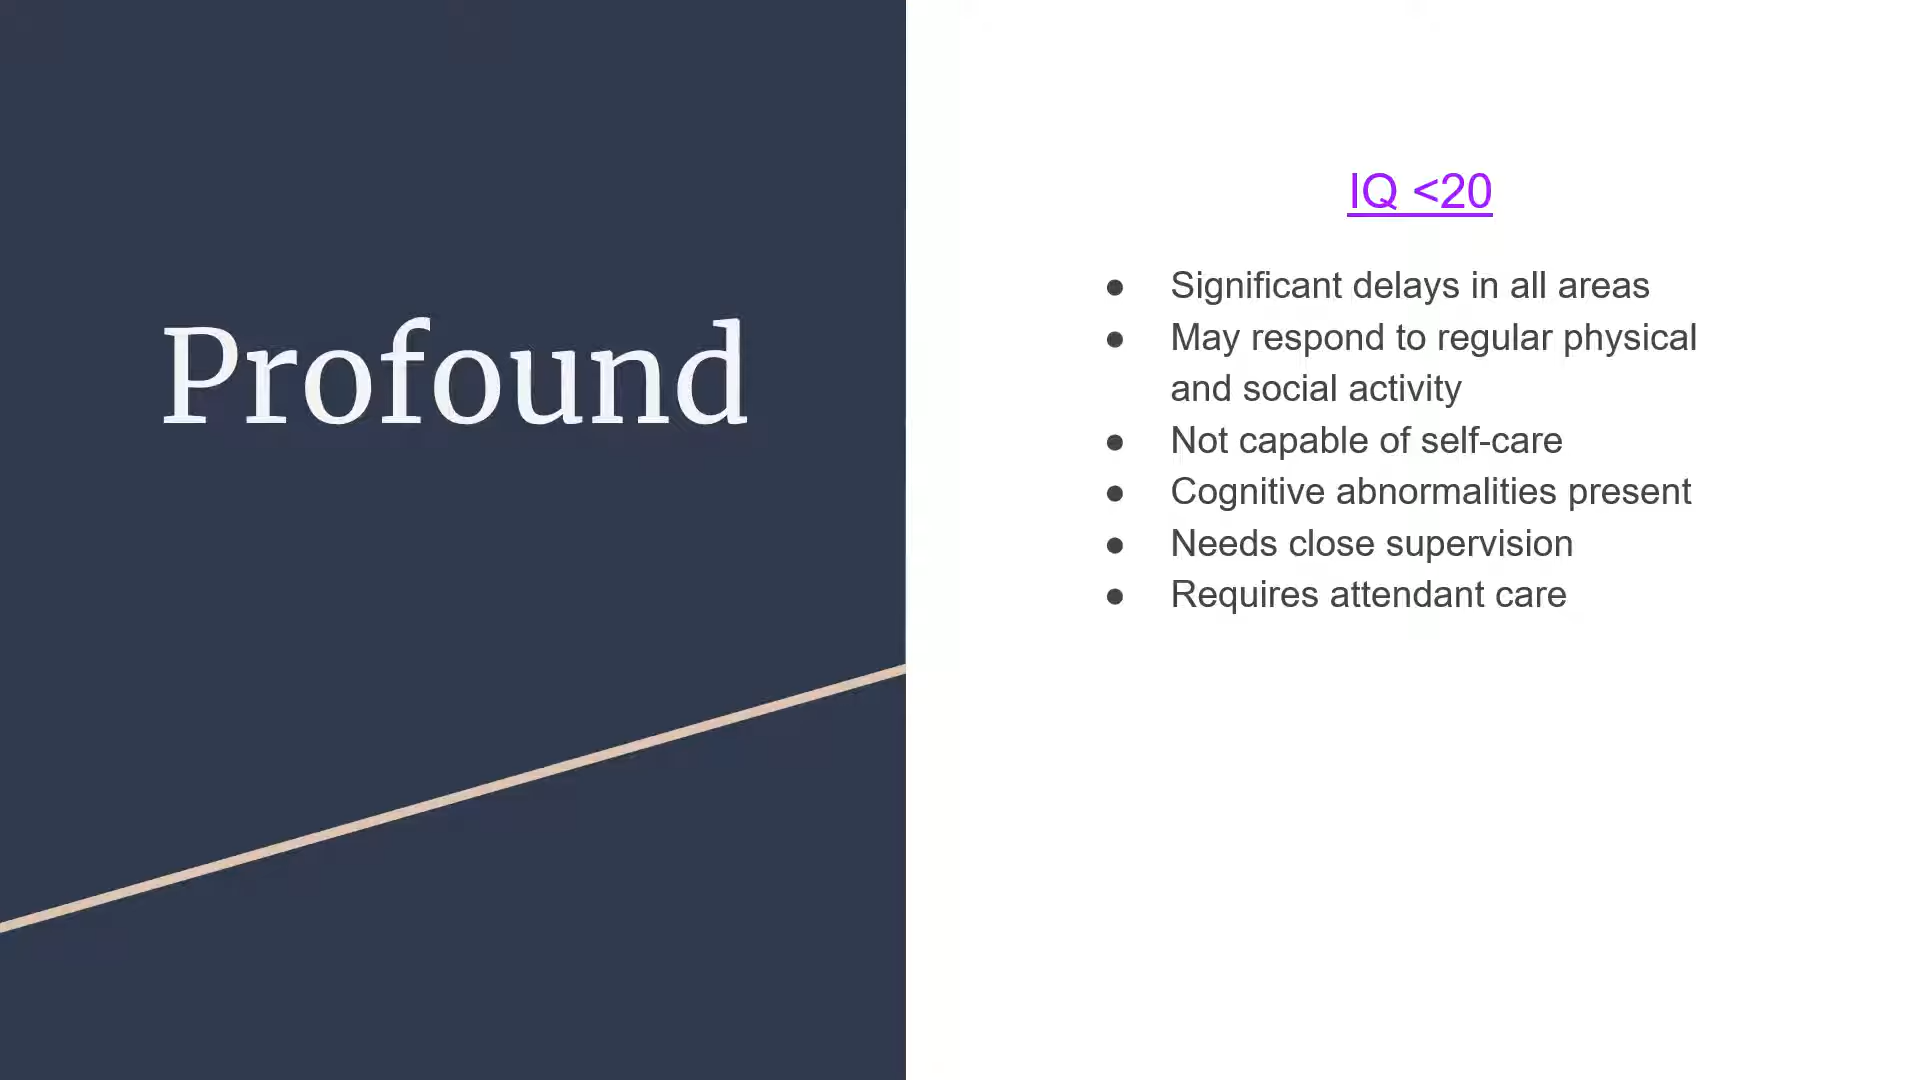 Profound
IQ <20
● Significant delays in all areas
● May respond to regular physical
and social activity
● Not capable of self-care
● Cognitive abnormalities present
● Needs close supervision
● Requires attendant care